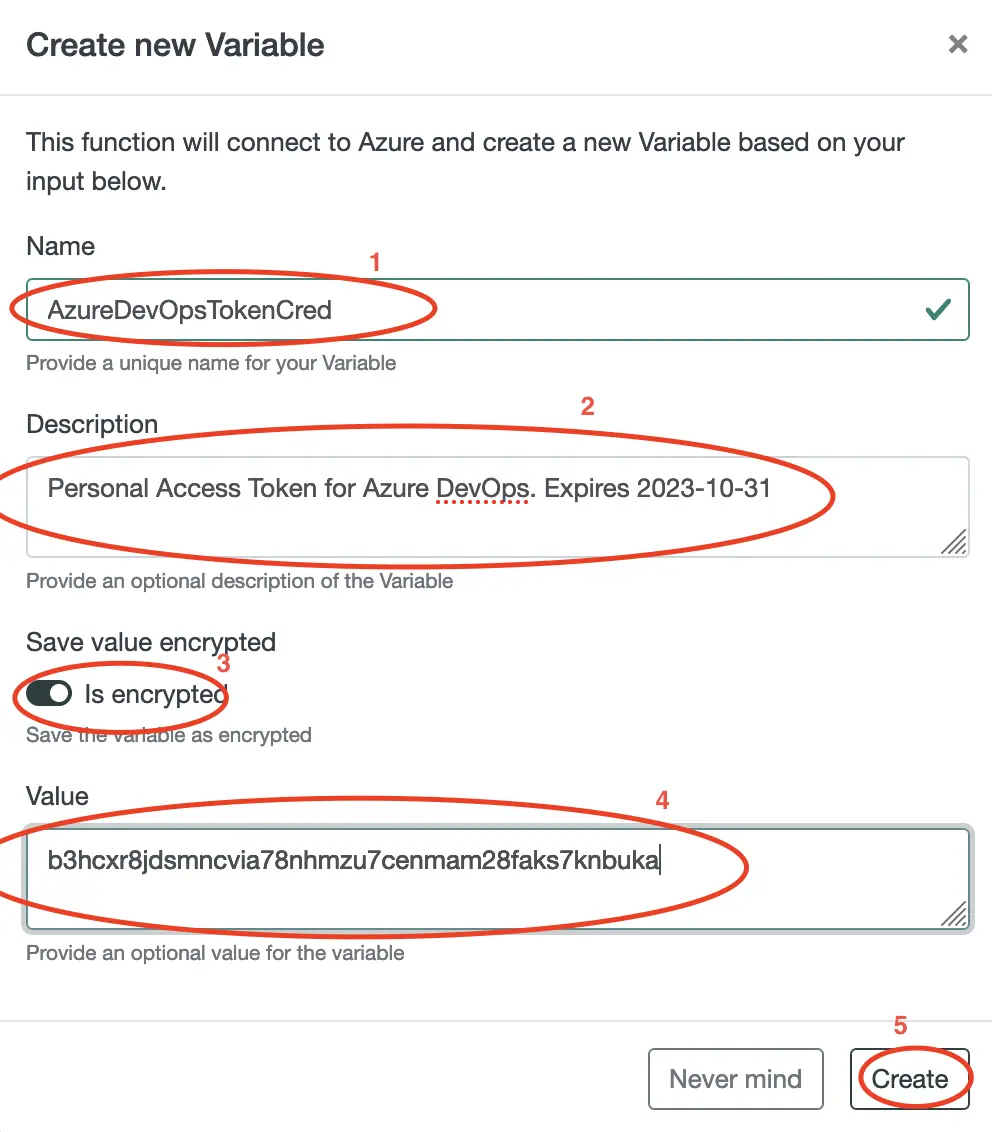 Create new Variable
This function will connect to Azure and create a new Variable based on your
input below.
Name
1
AzureDevOpsTokenCred
Provide a unique name for your Variable
2
Description
Personal Access Token for Azure DevOps. Expires 2023-10-31
Provide an optional description of the Variable
Save value encrypted
3
Is encrypted
Save the variable as encrypted
Value
4
b3hcxr8jdsmncvia78nhmzu7cenmam28faks7knbuka
Provide an optional value for the variable
5
Never mind
Create